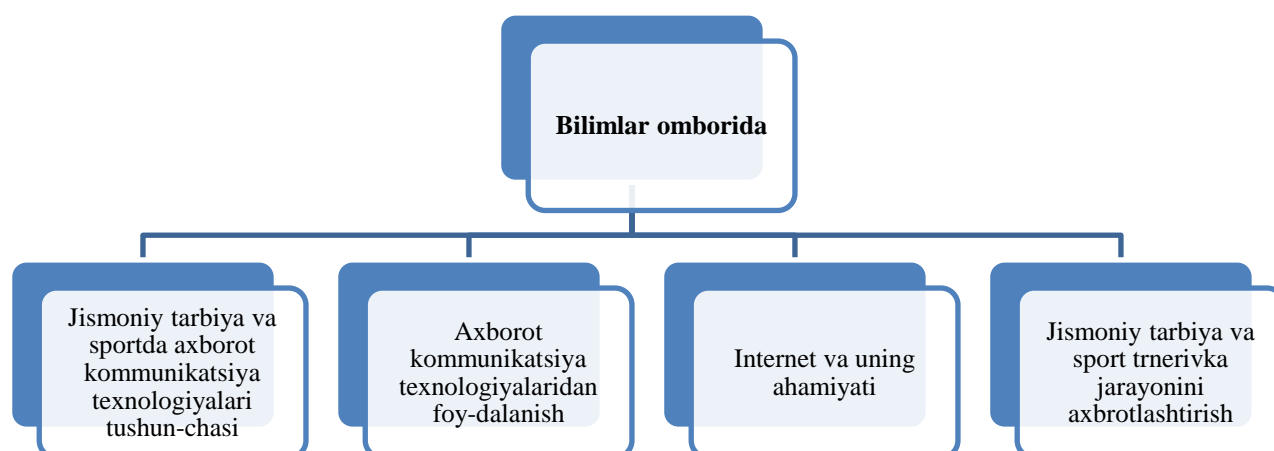 Bilimlar omborida
Jismoniy tarbiya va
sportda axborot
kommunikatsiya
texnologiyalari
tushun-chasi
Axborot
kommunikatsiya
texnologiyalaridan
foy-dalanish
Internet va uning
ahamiyati
Jismoniy tarbiya va
sport trnerivka
jarayonini
axbrotlashtirish